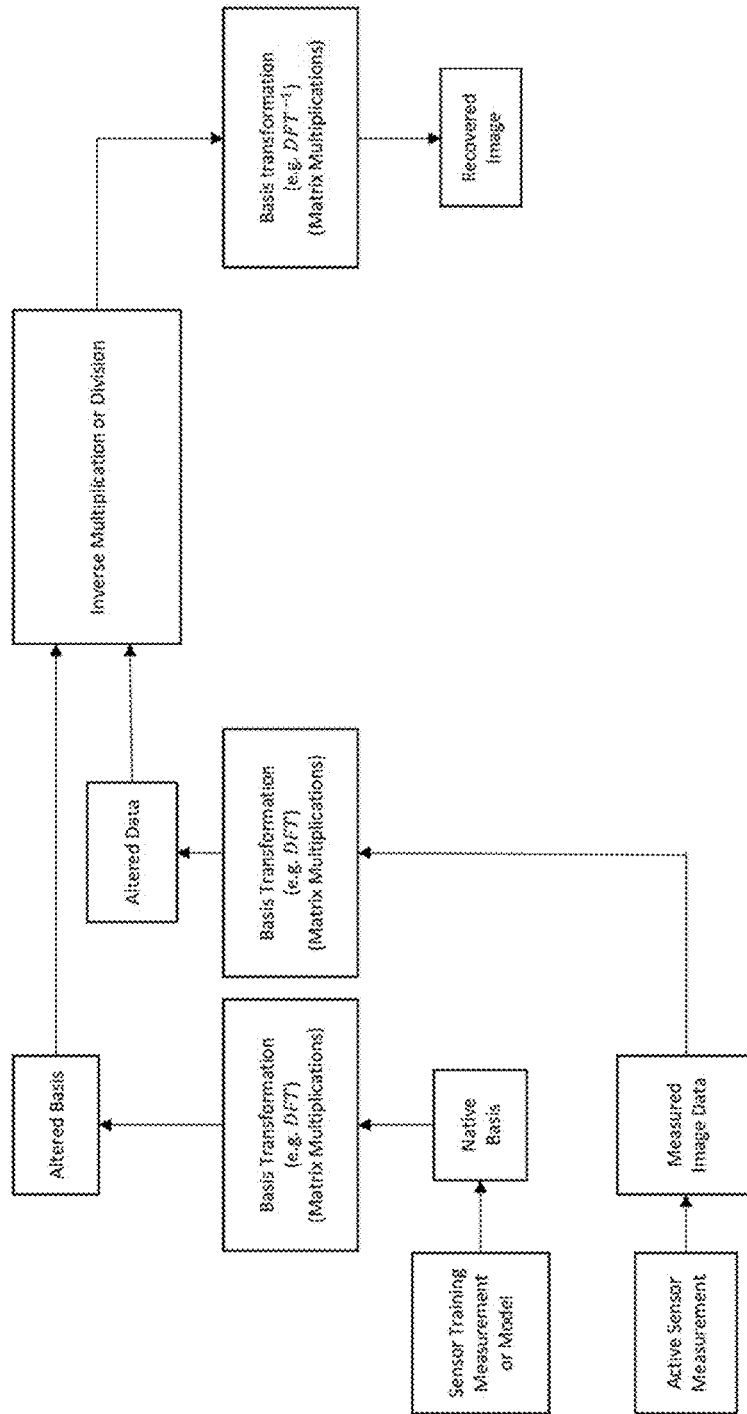 Sensor Training
Measurement
or Model
Native
Basis
Basis Transformation
(e.g. DFT)
(Matrix Multiplications)
Altered Basis
Active Sensor
Measurement
Measured
Image Data
Basis Transformation
(e.g. DFT)
(Matrix Multiplications)
Altered Data
Inverse Multiplication or Division
Basis transformation
(e.g. DFT⁻¹)
(Matrix Multiplications)
Recovered
Image